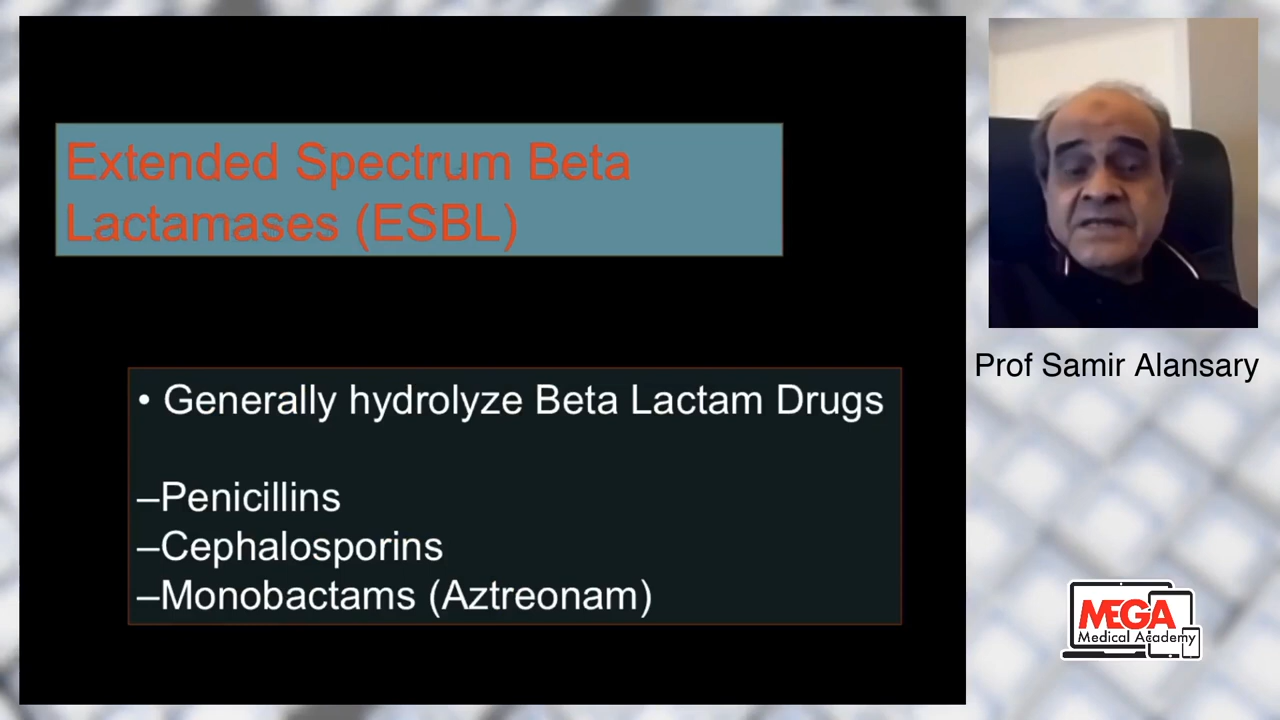 Extended Spectrum Beta
Lactamases (ESBL)
• Generally hydrolyze Beta Lactam Drugs
–Penicillins
–Cephalosporins
–Monobactams (Aztreonam)
Prof Samir Alansary
MEGA
Medical Academy